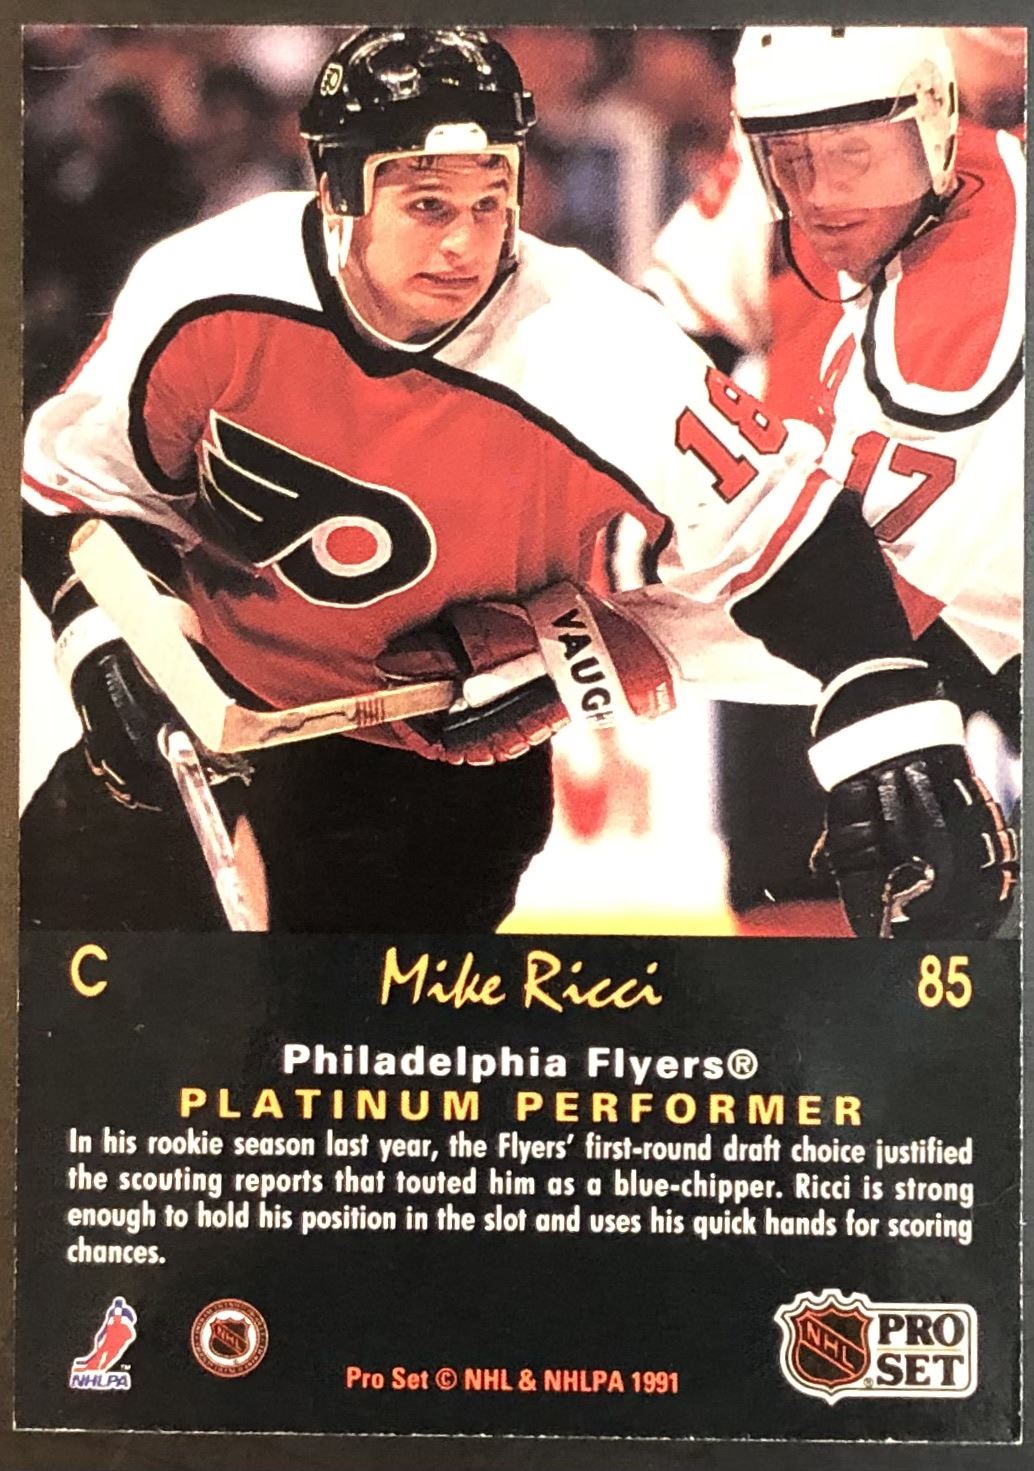 18
17
VAUGH
C
Mike Ricci
85
Philadelphia Flyers®
PLATINUM PERFORMER
In his rookie season last year, the Flyers' first-round draft choice justified
the scouting reports that touted him as a blue-chipper. Ricci is strong
enough to hold his position in the slot and uses his quick hands for scoring
chances.
NHLPA™
NHL
Pro Set © NHL & NHLPA 1991
NHL®
PRO
SET